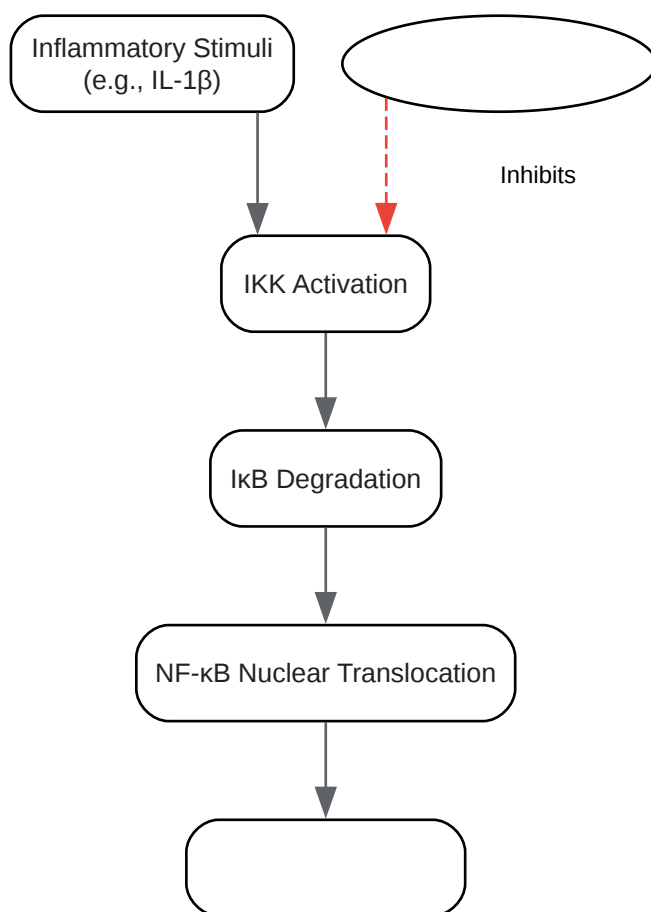 Inflammatory Stimuli
(e.g., IL-1β)
Inhibits
IKK Activation
IκB Degradation
NF-κB Nuclear Translocation